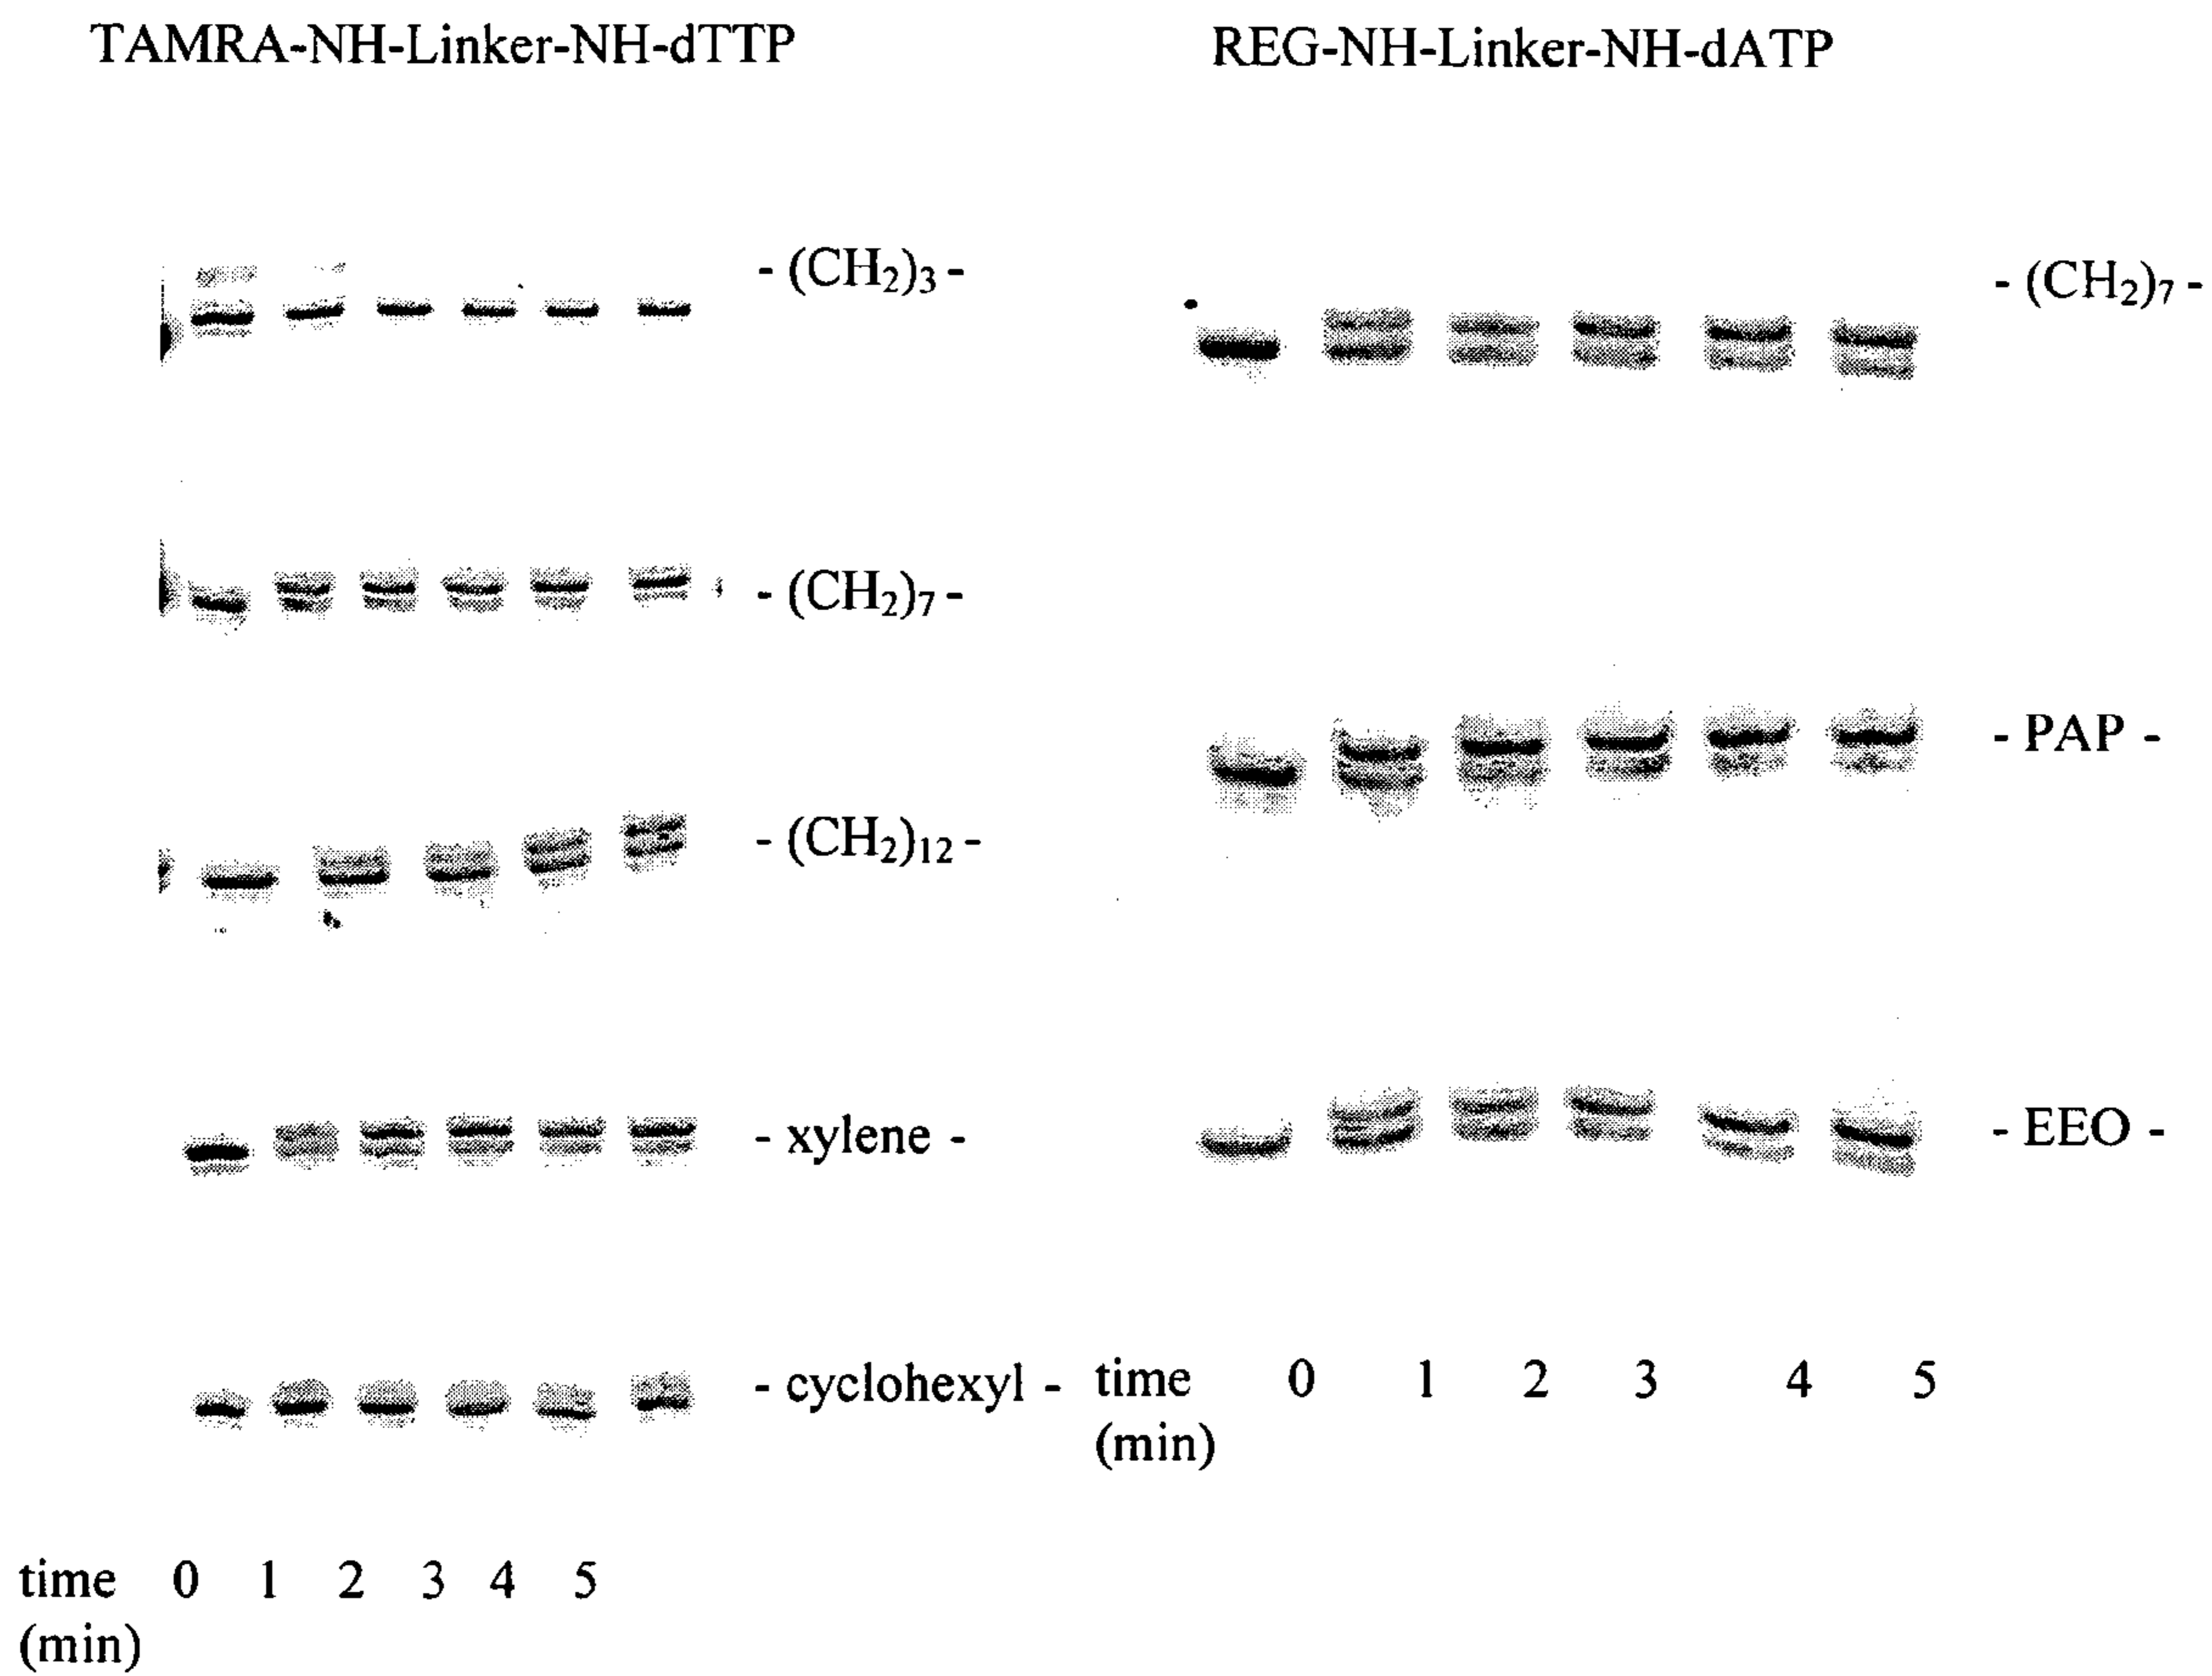 TAMRA-NH-Linker-NH-dTTP
- (CH₂)₃ -
- (CH₂)₇ -
- (CH₂)₁₂ -
- xylene -
- cyclohexyl -
time 0 1 2 3 4 5
(min)
REG-NH-Linker-NH-dATP
- (CH₂)₇ -
- PAP -
- EEO -
time 0 1 2 3 4 5
(min)